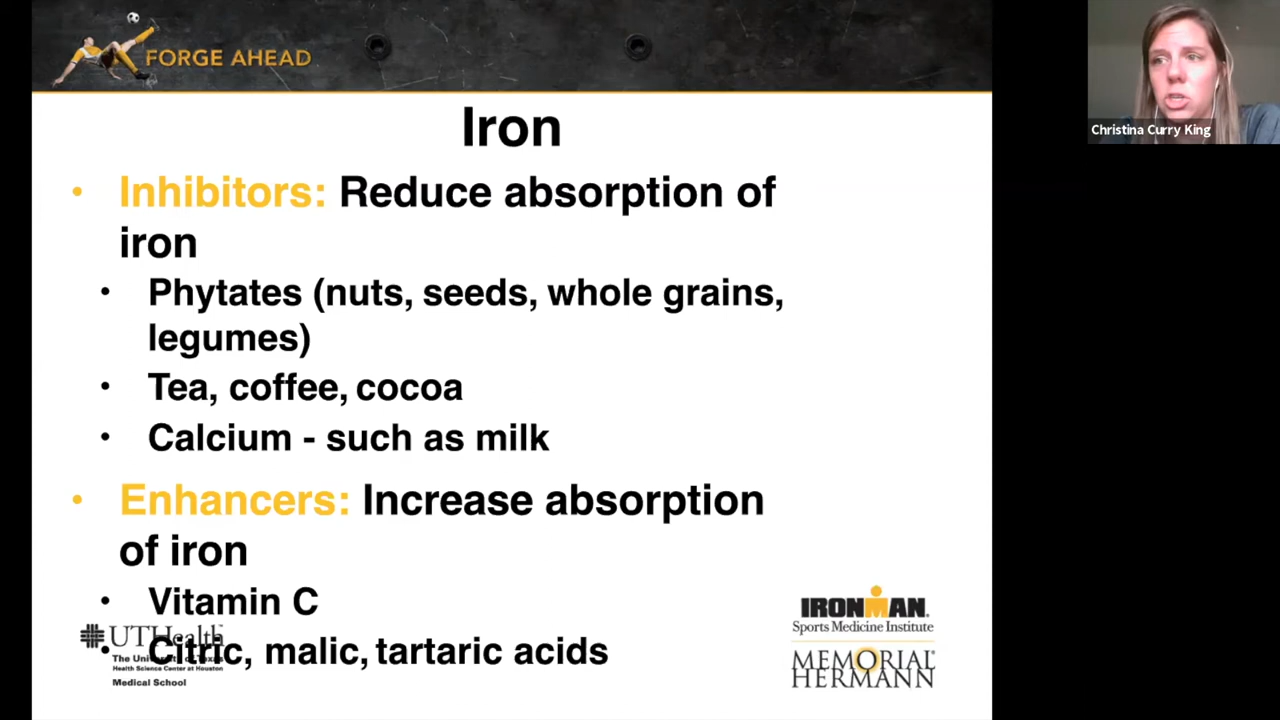 FORGE AHEAD
Christina Curry King
Iron
• Inhibitors: Reduce absorption of
iron
• Phytates (nuts, seeds, whole grains,
legumes)
• Tea, coffee, cocoa
• Calcium - such as milk
• Enhancers: Increase absorption
of iron
• Vitamin C
• Citric, malic, tartaric acids
UTHealth
The University of Texas
Health Science Center at Houston
Medical School
IRONMAN
Sports Medicine Institute
MEMORIAL
HERMANN